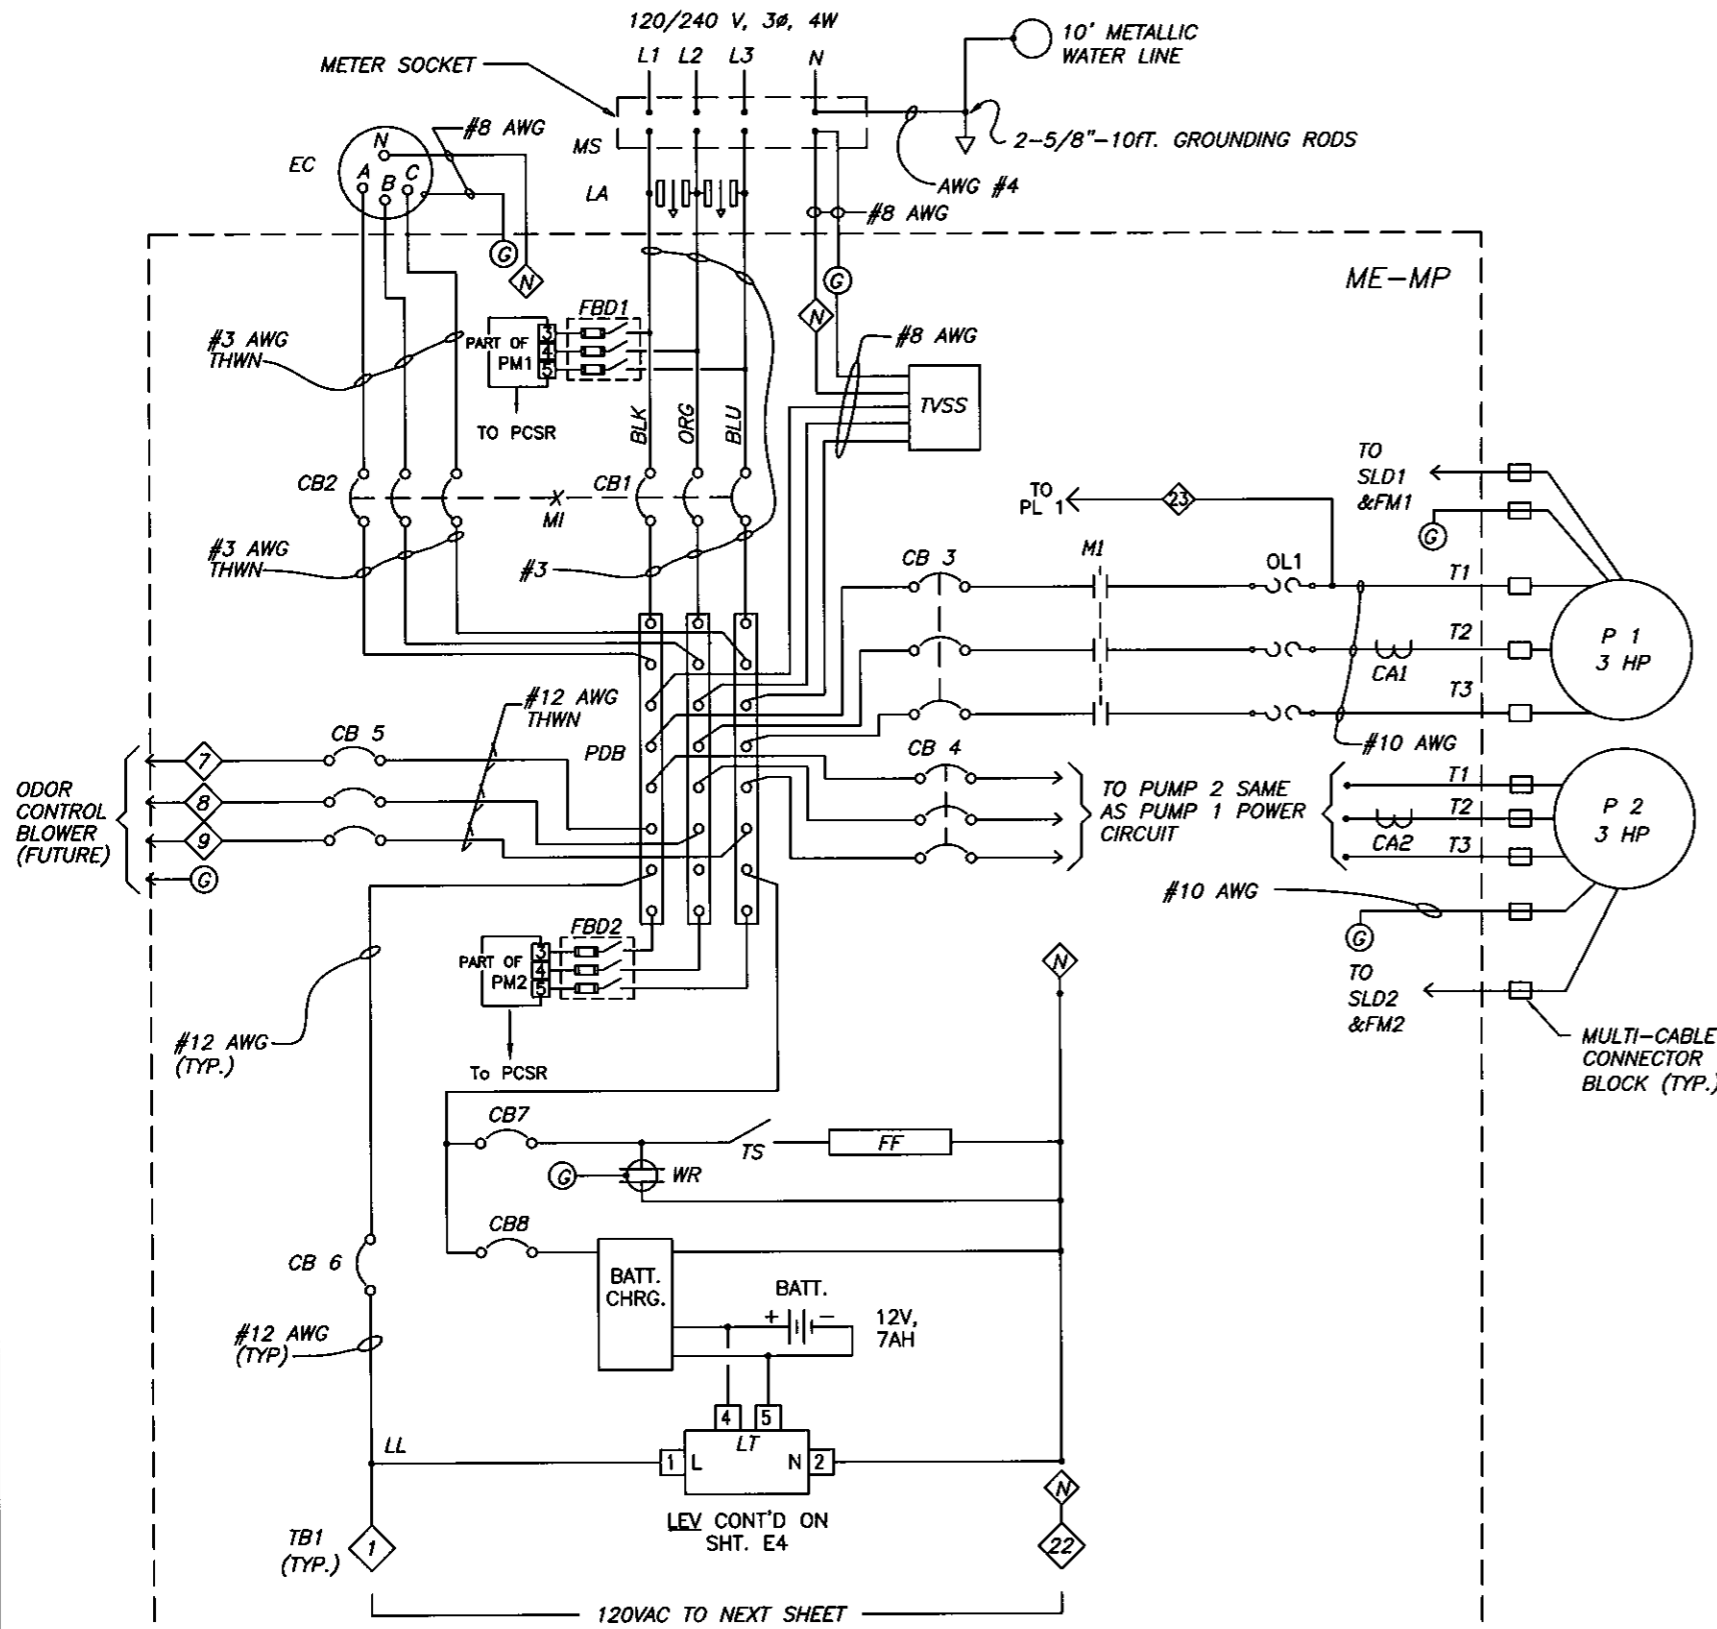 120/240 V, 3ø, 4W
L1 L2 L3 N
METER SOCKET
10' METALLIC
WATER LINE
#8 AWG
MS
2-5/8"-10fT. GROUNDING RODS
EC
N
A
B
C
LA
AWG #4
#8 AWG
G
N
G
N
ME-MP
FBD1
#3 AWG
THWN
PART OF
PM1
3
4
5
#8 AWG
TVSS
TO PCSR
BLK
ORG
BLU
CB2
CB1
X
MI
TO
PL 1
23
TO
SLD1
&FM1
G
#3 AWG
THWN
#3
CB 3
M1
OL1
T1
T2
CA1
T3
P 1
3 HP
#12 AWG
THWN
#10 AWG
CB 5
PDB
CB 4
ODOR
CONTROL
BLOWER
(FUTURE)
7
8
9
G
TO PUMP 2 SAME
AS PUMP 1 POWER
CIRCUIT
T1
T2
CA2
T3
P 2
3 HP
#10 AWG
G
FBD2
PART OF
PM2
3
4
5
To PCSR
N
TO
SLD2
&FM2
#12 AWG
(TYP.)
MULTI-CABLE
CONNECTOR
BLOCK (TYP.)
CB7
TS
FF
G
WR
CB8
CB 6
BATT.
CHRG.
BATT.
+ -
12V,
7AH
#12 AWG
(TYP)
4
5
LL
LT
1
L
N
2
N
LEV CONT'D ON
SHT. E4
TB1
(TYP.)
1
22
120VAC TO NEXT SHEET